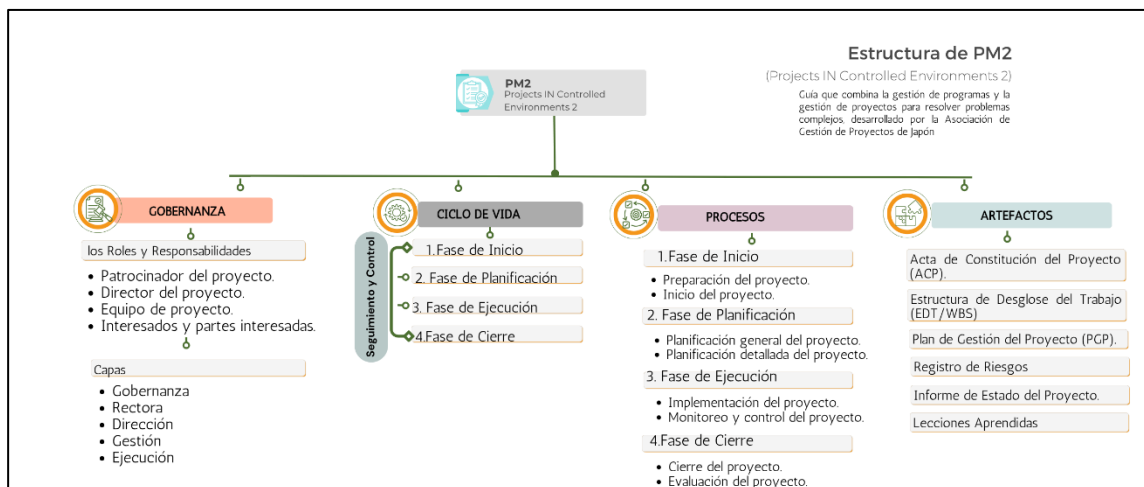 Estructura de PM2
(Projects IN Controlled Environments 2)
Guía que combina la gestión de programas y la
gestión de proyectos para resolver problemas
complejos, desarrollado por la Asociación de
Gestión de Proyectos de Japón
PM2
Projects IN Controlled
Environments 2
GOBERNANZA
los Roles y Responsabilidades
• Patrocinador del proyecto.
• Director del proyecto.
• Equipo de proyecto.
• Interesados y partes interesadas.
Capas
• Gobernanza
• Rectora
• Dirección
• Gestión
• Ejecución
CICLO DE VIDA
Seguimiento y Control
1.Fase de Inicio
2. Fase de Planificación
3. Fase de Ejecución
4.Fase de Cierre
PROCESOS
1.Fase de Inicio
• Preparación del proyecto.
• Inicio del proyecto.
2. Fase de Planificación
• Planificación general del proyecto.
• Planificación detallada del proyecto.
3. Fase de Ejecución
• Implementación del proyecto.
• Monitoreo y control del proyecto.
4.Fase de Cierre
• Cierre del proyecto.
• Evaluación del proyecto.
ARTEFACTOS
Acta de Constitución del Proyecto
(ACP).
Estructura de Desglose del Trabajo
(EDT/WBS)
Plan de Gestión del Proyecto (PGP).
Registro de Riesgos
Informe de Estado del Proyecto.
Lecciones Aprendidas